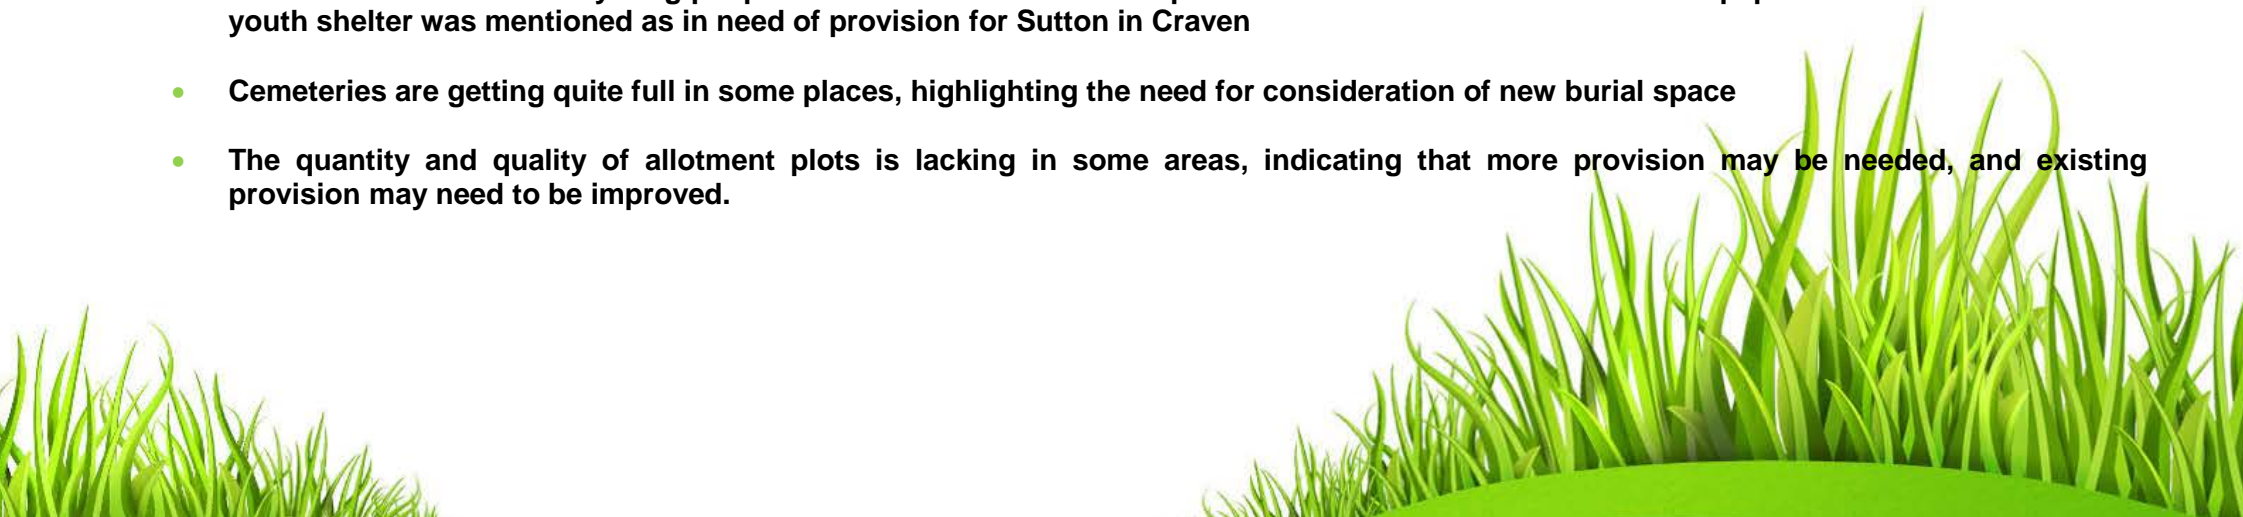 youth shelter was mentioned as in need of provision for Sutton in Craven
• Cemeteries are getting quite full in some places, highlighting the need for consideration of new burial space
• The quantity and quality of allotment plots is lacking in some areas, indicating that more provision may be needed, and existing
provision may need to be improved.